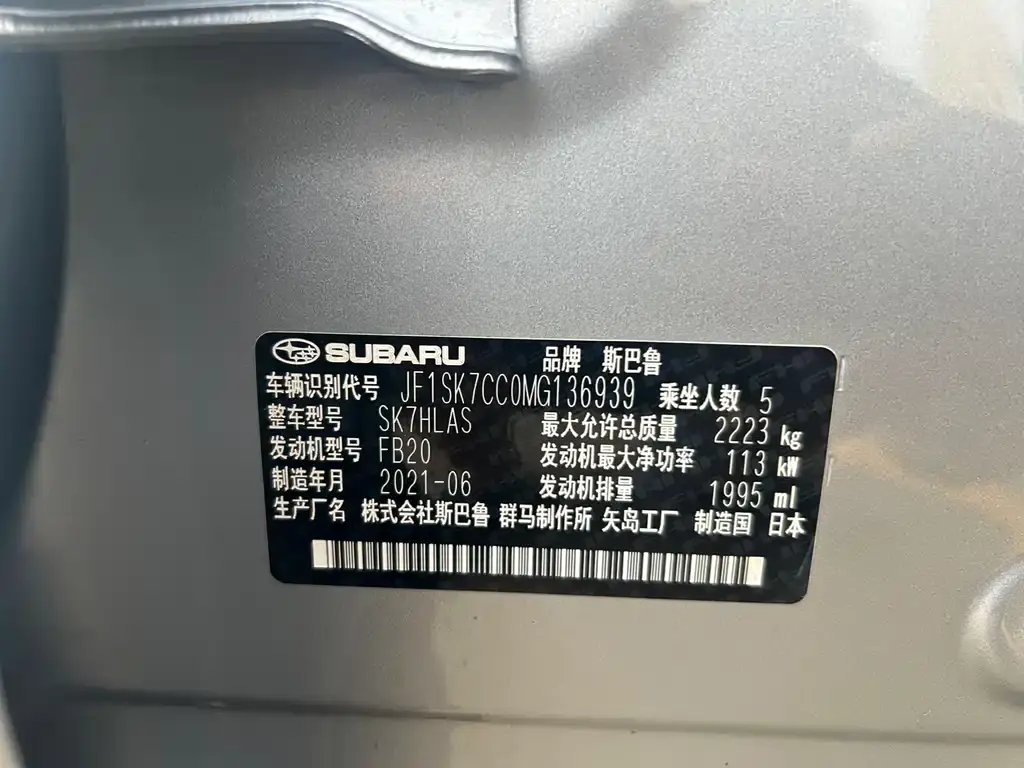 SUBARU 品牌 斯巴鲁
车辆识别代号 JF1SK7CC0MG136939 乘坐人数 5
整车型号 SK7HLAS 最大允许总质量 2223 kg
发动机型号 FB20 发动机最大净功率 113 kW
制造年月 2021-06 发动机排量 1995 ml
生产厂名 株式会社斯巴鲁 群马制作所 矢岛工厂 制造国 日本